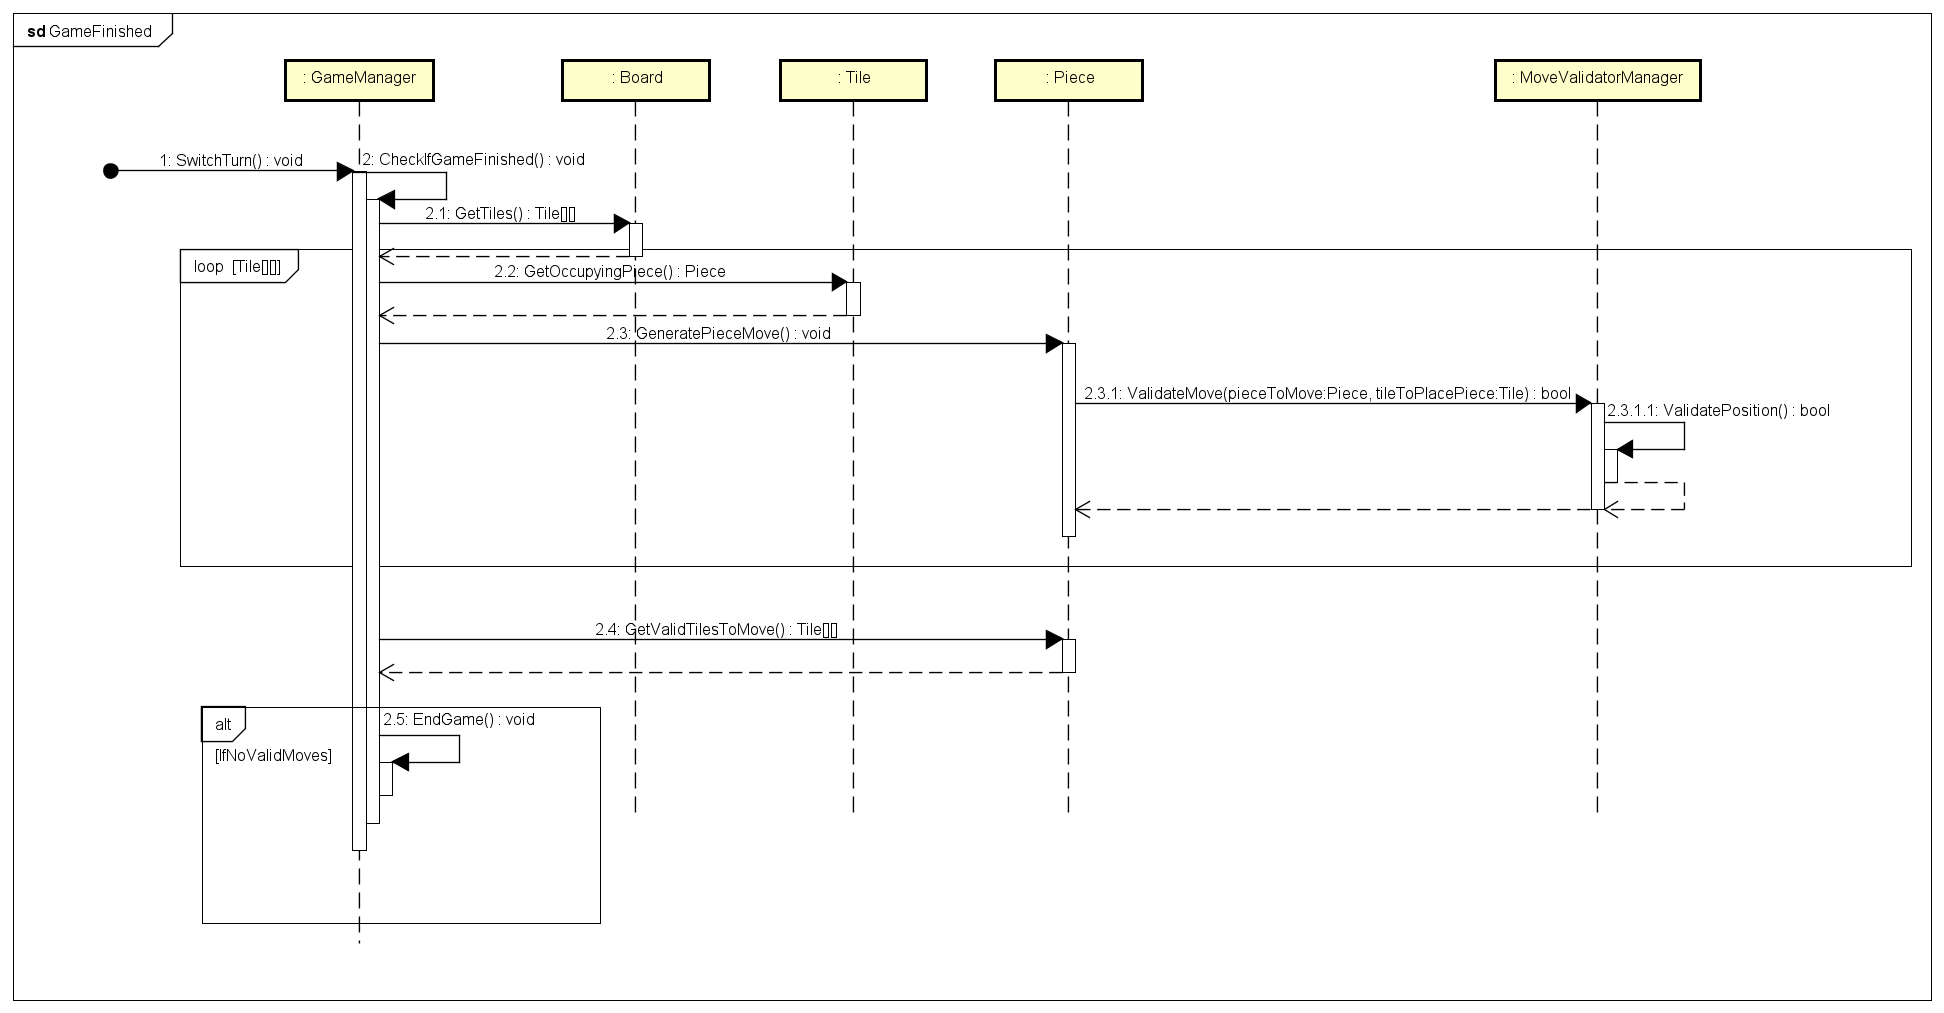 sd GameFinished
: GameManager
: Board
: Tile
: Piece
: MoveValidatorManager
1: SwitchTurn() : void
2: CheckIfGameFinished() : void
2.1: GetTiles() : Tile[][]
loop [Tile[][]]
2.2: GetOccupyingPiece() : Piece
2.3: GeneratePieceMove() : void
2.3.1: ValidateMove(pieceToMove:Piece, tileToPlacePiece:Tile) : bool
2.3.1.1: ValidatePosition() : bool
2.4: GetValidTilesToMove() : Tile[][]
alt
2.5: EndGame() : void
[IfNoValidMoves]